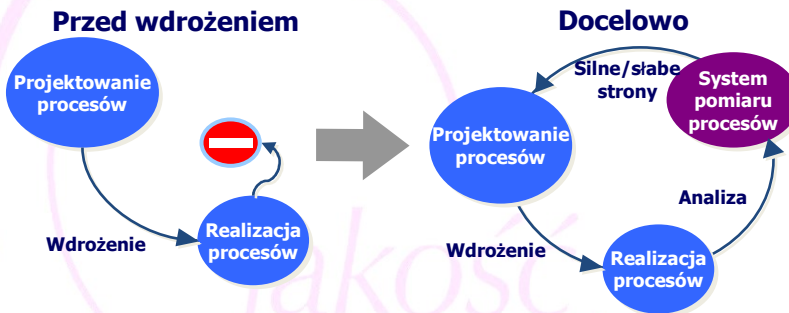 Przed wdrożeniem
Projektowanie
procesów
Wdrożenie
Realizacja
procesów
Docelowo
Silne/słabe
strony
System
pomiaru
procesów
Projektowanie
procesów
Analiza
Wdrożenie
Realizacja
procesów
jakość